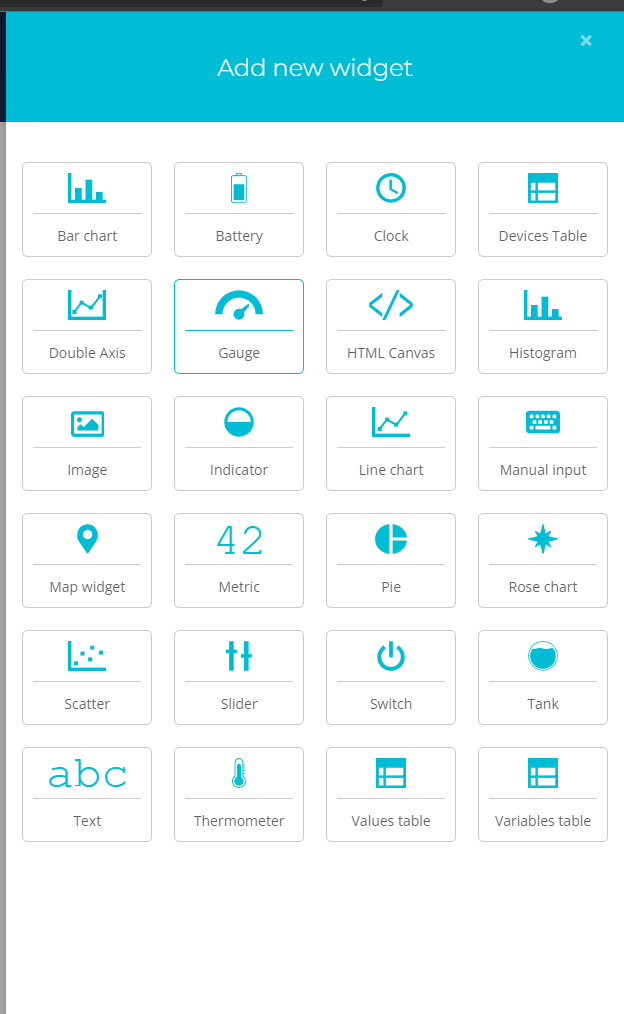 Add new widget
Bar chart
Battery
Clock
Devices Table
Double Axis
Gauge
HTML Canvas
Histogram
Image
Indicator
Line chart
Manual input
Map widget
42
Metric
Pie
Rose chart
Scatter
Slider
Switch
Tank
abc
Text
Thermometer
Values table
Variables table